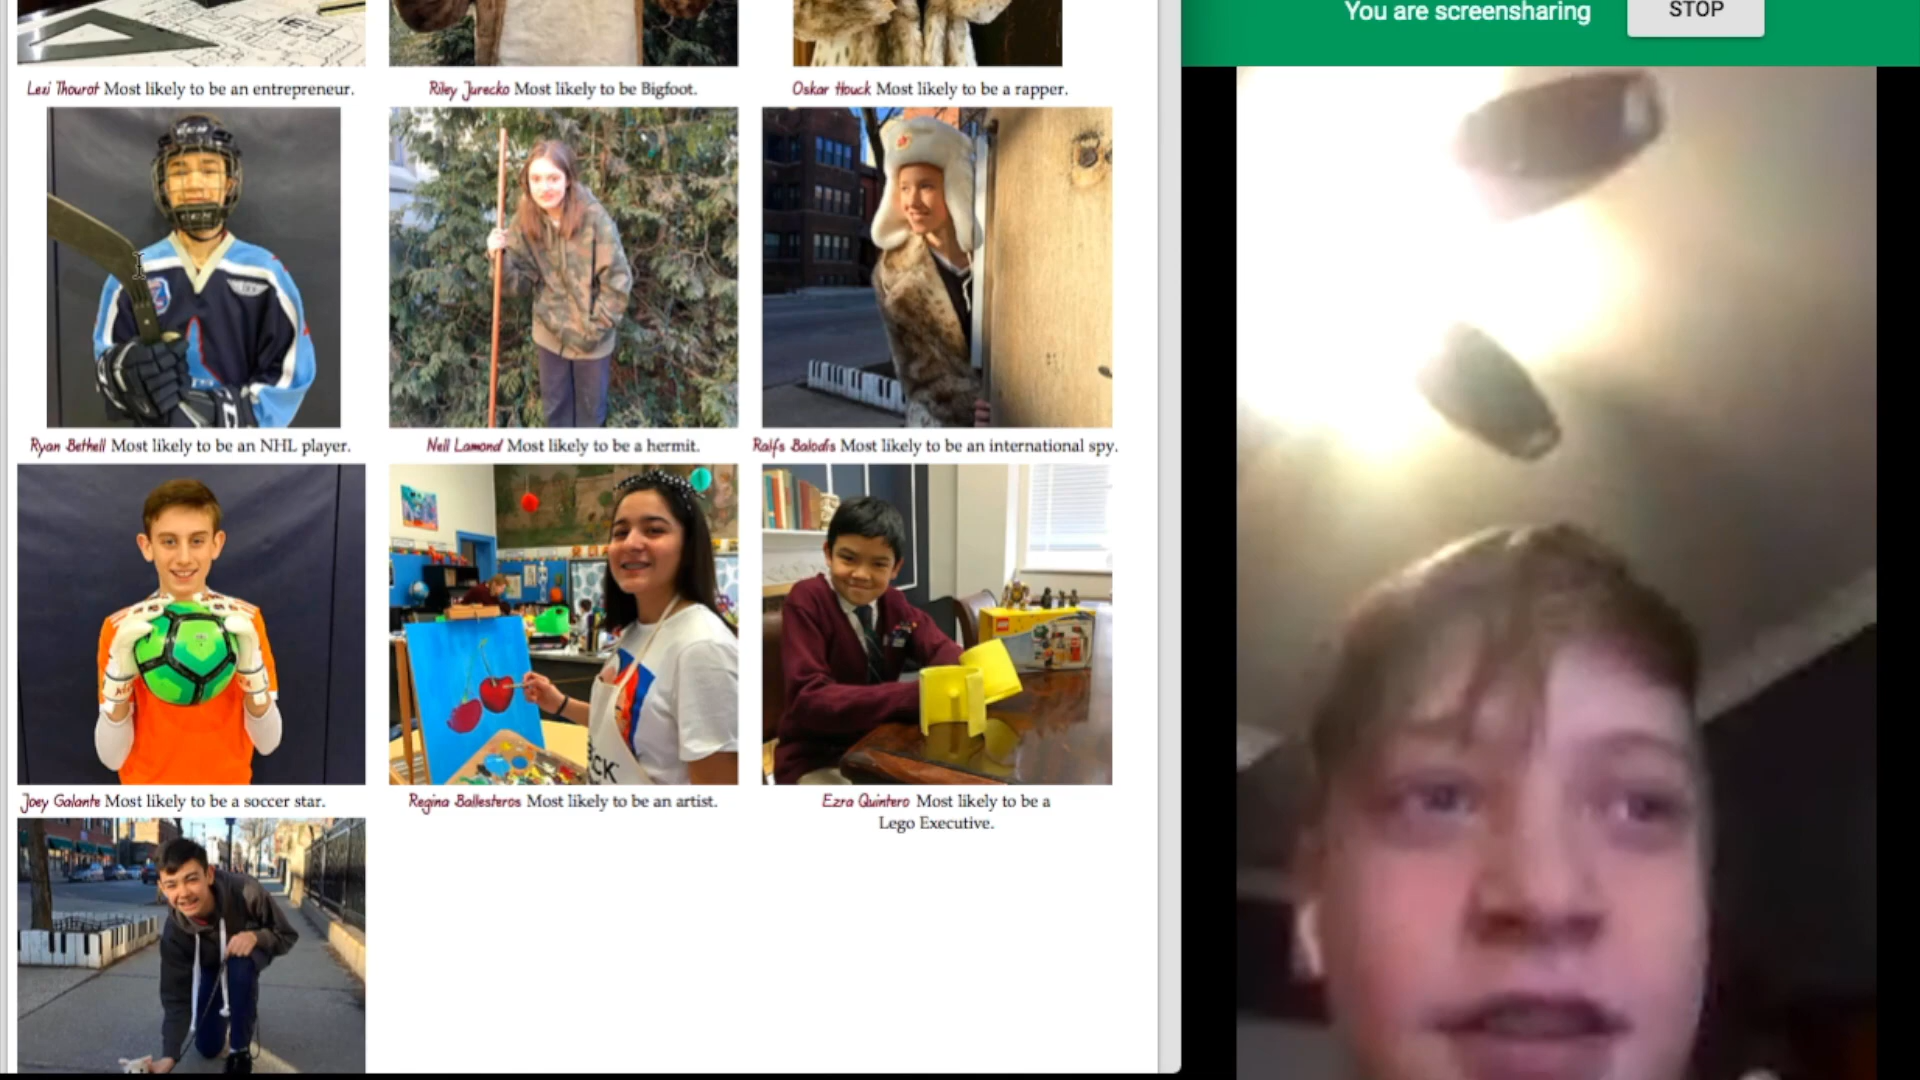 You are screensharing STOP
Lexi Thourot Most likely to be an entrepreneur. Riley Jurecko Most likely to be Bigfoot. Oskar Houck Most likely to be a rapper.
Ryan Bethell Most likely to be an NHL player. Nell Lamond Most likely to be a hermit. Ralfs Balodis Most likely to be an international spy.
Joey Galante Most likely to be a soccer star. Regina Ballesteros Most likely to be an artist. Ezra Quintero Most likely to be a
Lego Executive.